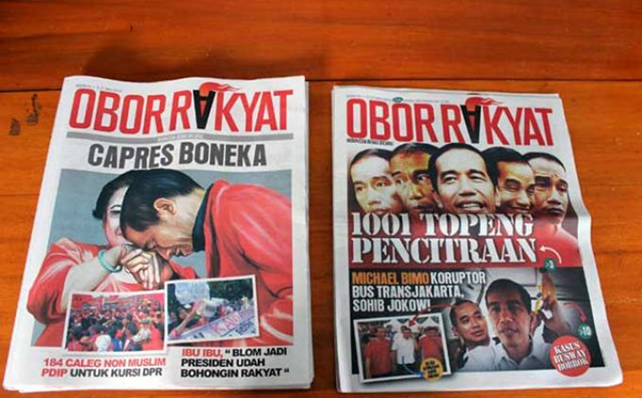 OBOR RAKYAT
CAPRES BONEKA
184 CALEG NON MUSLIM
PDIP UNTUK KURSI DPR
IBU IBU, " BLOM JADI
PRESIDEN UDAH
BOHONGIN RAKYAT "
OBOR RAKYAT
1001 TOPENG
PENCITRAAN
MICHAEL BIMO KORUPTOR
BUS TRANSJAKARTA,
SOHIB JOKOWI
KASUS
BUSWAY
BOBROK